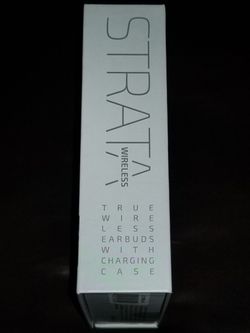 STRATA
WIRELESS
TRUE
WIRE
LESS
EARBUDS
WITH
CHARGING
CASE